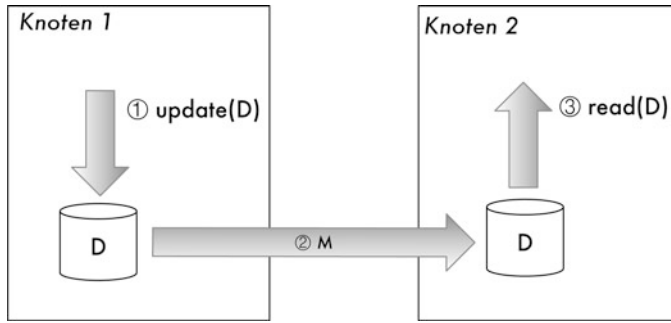 Knoten 1
① update(D)
D
② M
Knoten 2
③ read(D)
D